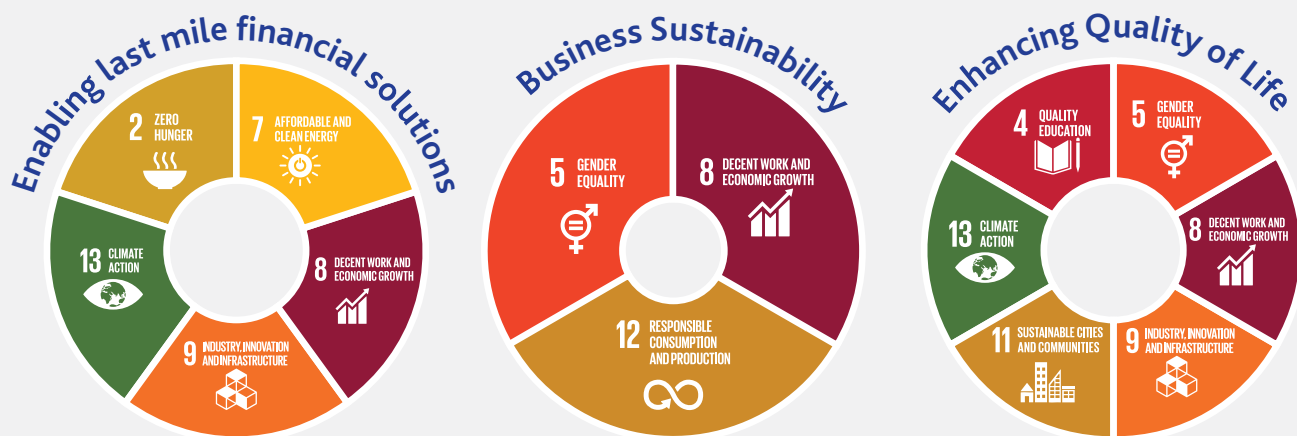 Enabling last mile financial solutions
2 ZERO
HUNGER
7 AFFORDABLE AND
CLEAN ENERGY
13 CLIMATE
ACTION
8 DECENT WORK AND
ECONOMIC GROWTH
9 INDUSTRY, INNOVATION
AND INFRASTRUCTURE
Business Sustainability
5 GENDER
EQUALITY
8 DECENT WORK AND
ECONOMIC GROWTH
12 RESPONSIBLE
CONSUMPTION
AND PRODUCTION
Enhancing Quality of Life
4 QUALITY
EDUCATION
5 GENDER
EQUALITY
13 CLIMATE
ACTION
8 DECENT WORK AND
ECONOMIC GROWTH
11 SUSTAINABLE CITIES
AND COMMUNITIES
9 INDUSTRY, INNOVATION
AND INFRASTRUCTURE